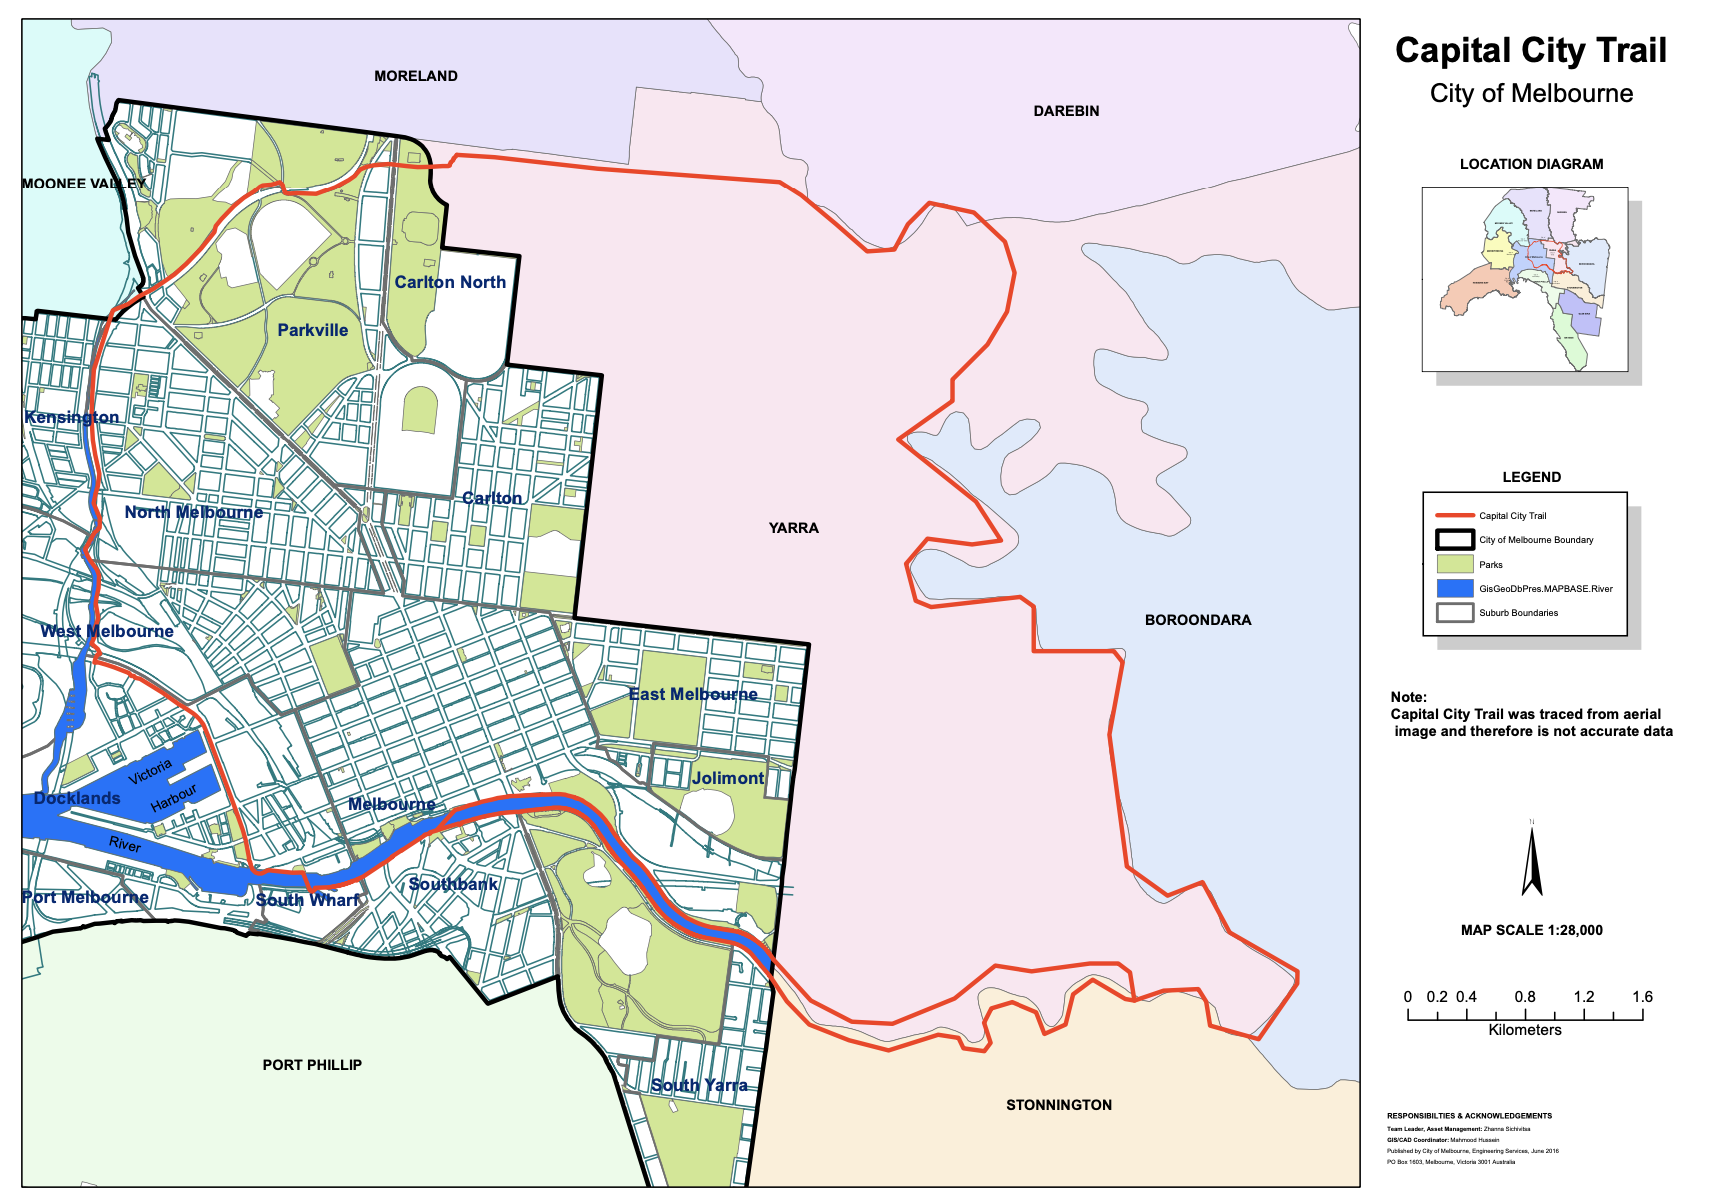 Capital City Trail
City of Melbourne
MORELAND
DAREBIN
MOONEE VALLEY
Carlton North
Parkville
Kensington
Carlton
North Melbourne
YARRA
BOROONDARA
West Melbourne
East Melbourne
Victoria
Harbour
Jolimont
Docklands
Melbourne
River
Southbank
Port Melbourne
South Wharf
PORT PHILLIP
South Yarra
STONNINGTON
LOCATION DIAGRAM
LEGEND
Capital City Trail
City of Melbourne Boundary
Parks
GisGeoDbPres.MAPBASE.River
Suburb Boundaries
Note:
Capital City Trail was traced from aerial
image and therefore is not accurate data
MAP SCALE 1:28,000
0 0.2 0.4 0.8 1.2 1.6
Kilometers
RESPONSIBILTIES & ACKNOWLEDGEMENTS
Team Leader, Asset Management: Zhanna Sichivitsa
GIS/CAD Coordinator: Mahmood Hussein
Published by City of Melbourne, Engineering Services, June 2016
PO Box 1603, Melbourne, Victoria 3001 Australia